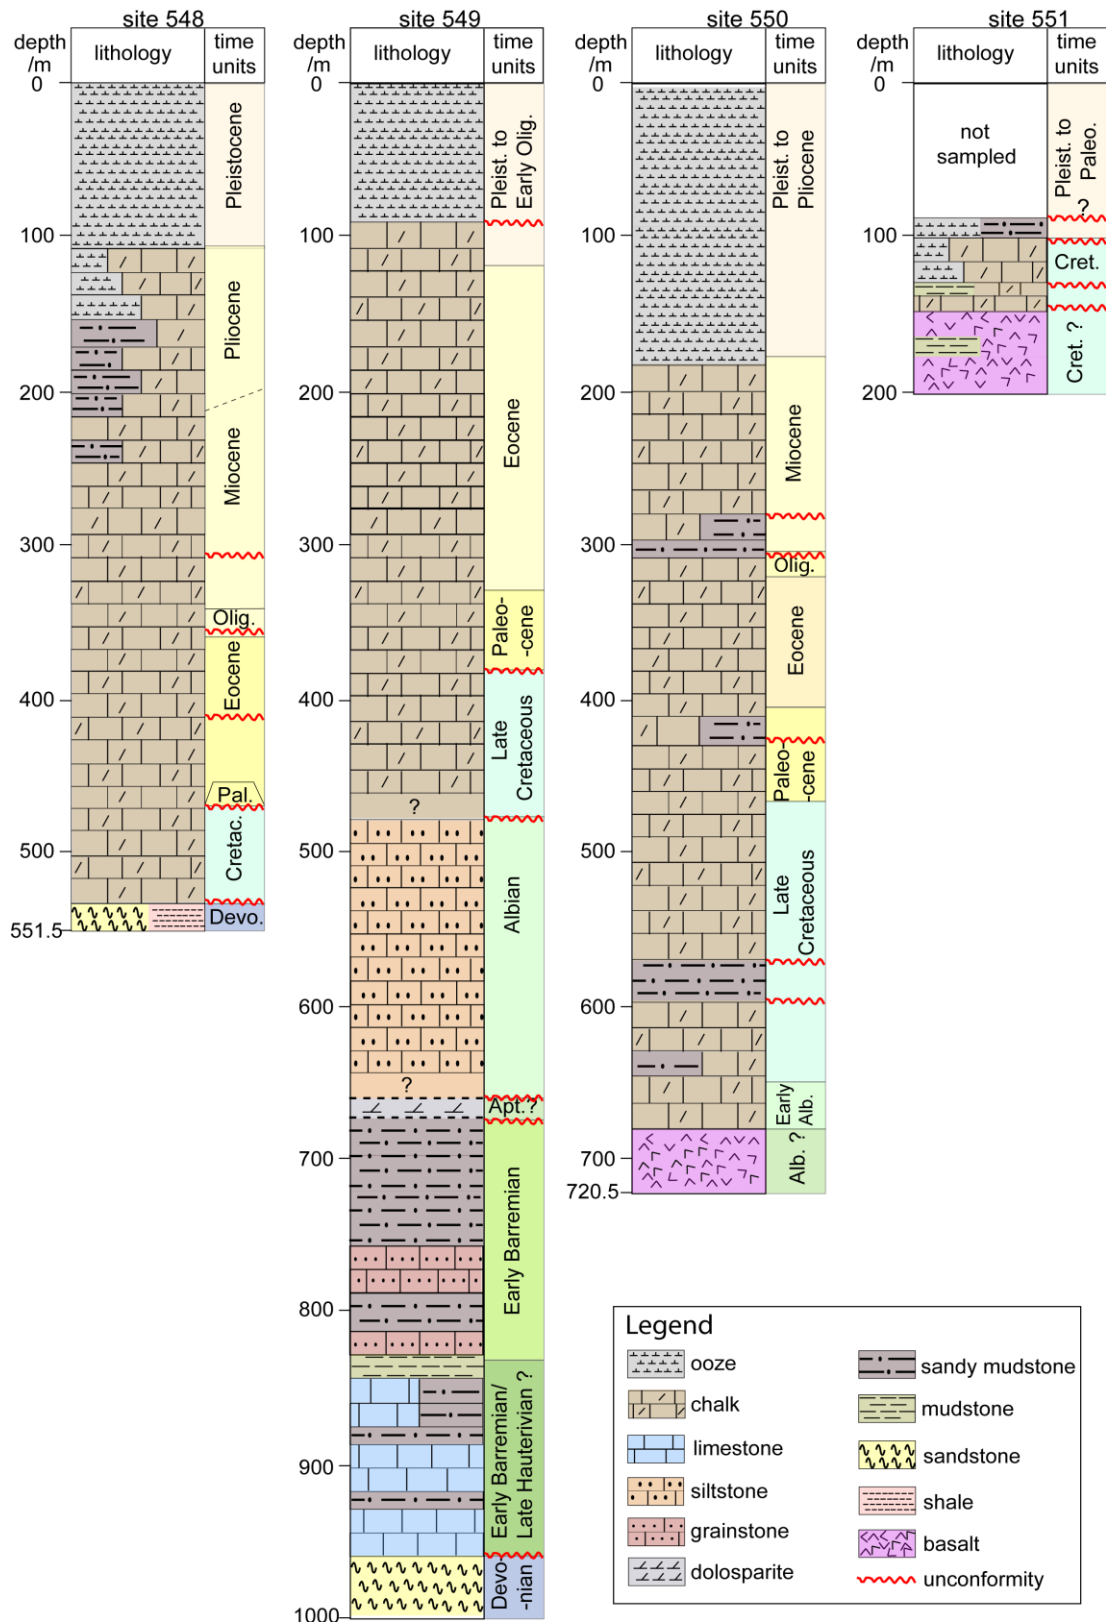 site 548
depth
/m
lithology
time
units
0
100
200
300
400
500
551.5
Pleistocene
Pliocene
Miocene
Olig.
Eocene
Pal.
Cretac.
Devo.
site 549
depth
/m
lithology
time
units
0
100
200
300
400
500
600
700
800
900
1000
?
?
Pleist. to
Early Olig.
Eocene
Paleo-
-cene
Late
Cretaceous
Albian
Apt.?
Early Barremian
Early Barremian/
Late Hauterivian ?
Devo-
-nian
site 550
depth
/m
lithology
time
units
0
100
200
300
400
500
600
700
720.5
Pleist. to
Pliocene
Miocene
Olig.
Eocene
Paleo-
-cene
Late
Cretaceous
Early
Alb.
Alb. ?
site 551
depth
/m
lithology
time
units
0
100
200
not
sampled
Pleist. to
Paleo.
?
Cret.
Cret. ?
Legend
ooze
chalk
limestone
siltstone
grainstone
dolosparite
sandy mudstone
mudstone
sandstone
shale
basalt
unconformity